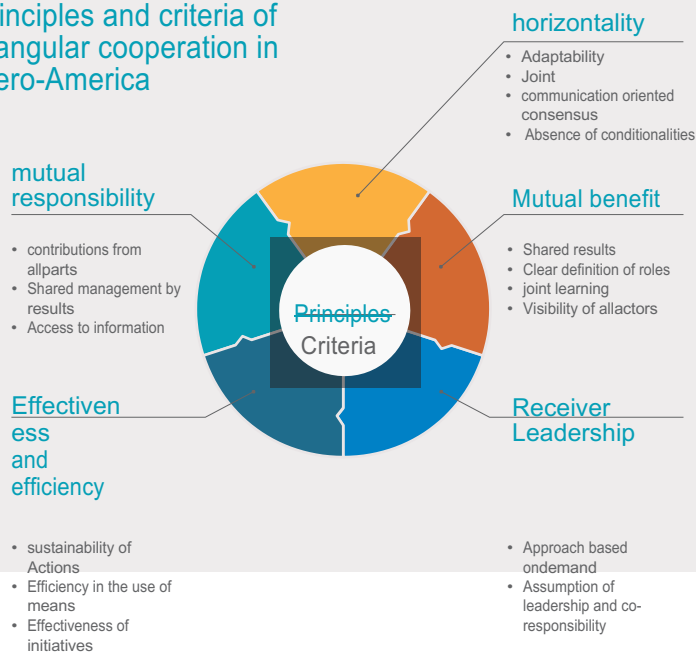 inciples and criteria of
angular cooperation in
ero-America
horizontality
• Adaptability
• Joint
• communication oriented
consensus
• Absence of conditionalities
mutual
responsibility
• contributions from
allparts
• Shared management by
results
• Access to information
Mutual benefit
• Shared results
• Clear definition of roles
• joint learning
• Visibility of allactors
Principles
Criteria
Effectiven
ess
and
efficiency
• sustainability of
Actions
• Efficiency in the use of
means
• Effectiveness of
initiatives
Receiver
Leadership
• Approach based
ondemand
• Assumption of
leadership and co-
responsibility